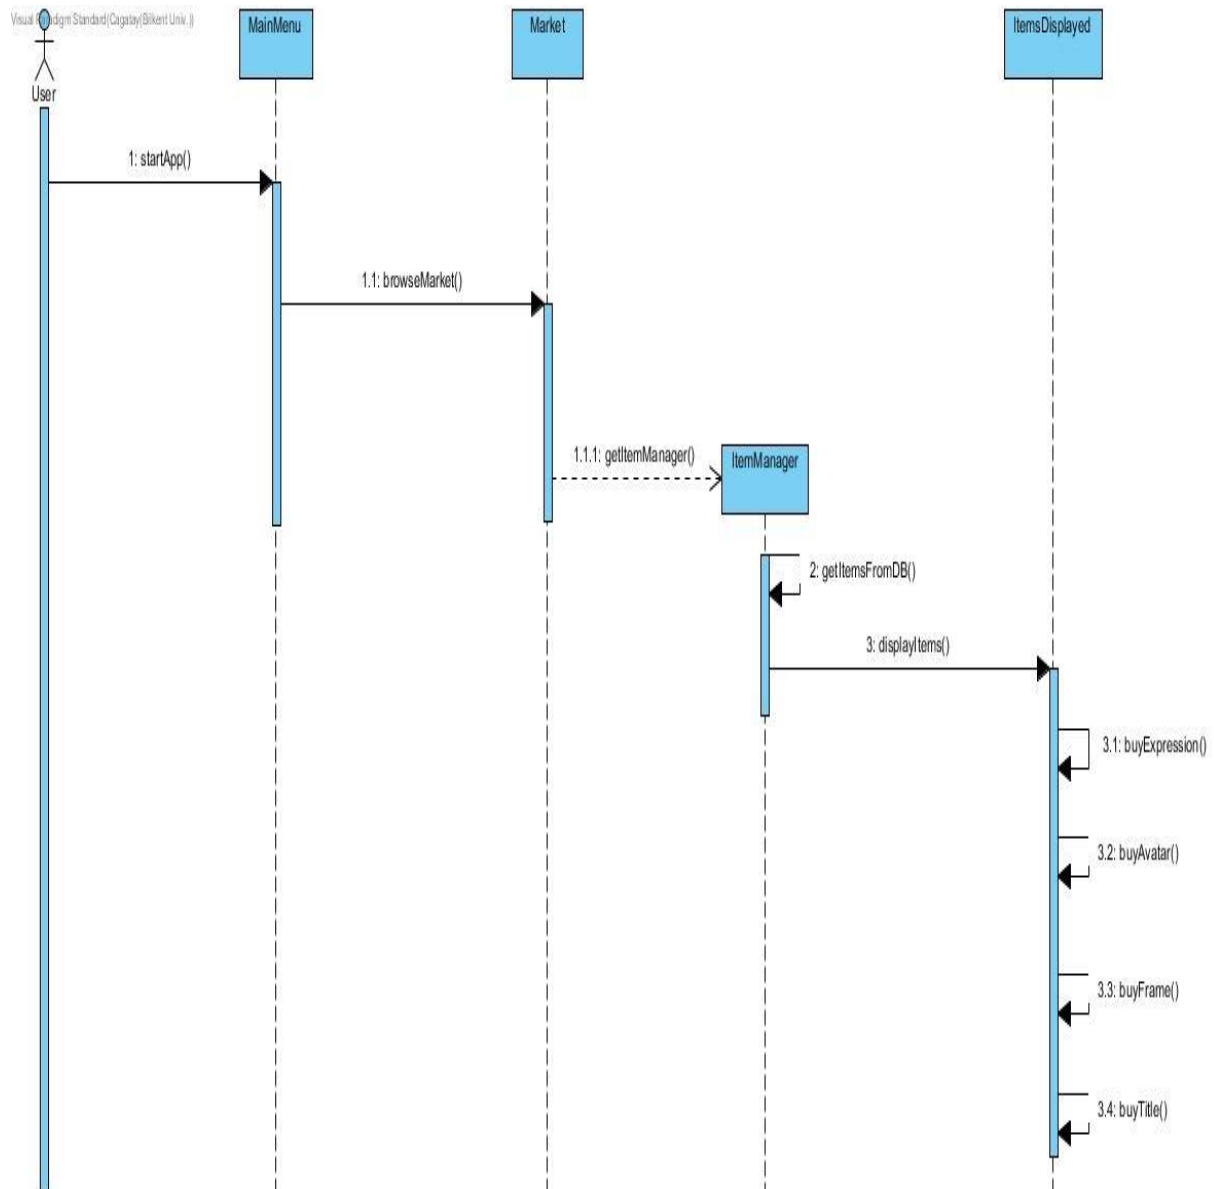 Visual Paradigm Standard(Cagatay(Bilkent Univ.))
MainMenu
Market
ItemsDisplayed
User
1: startApp()
1.1: browseMarket()
1.1.1: getItemManager()
ItemManager
2: getItemsFromDB()
3: displayItems()
3.1: buyExpression()
3.2: buyAvatar()
3.3: buyFrame()
3.4: buyTitle()